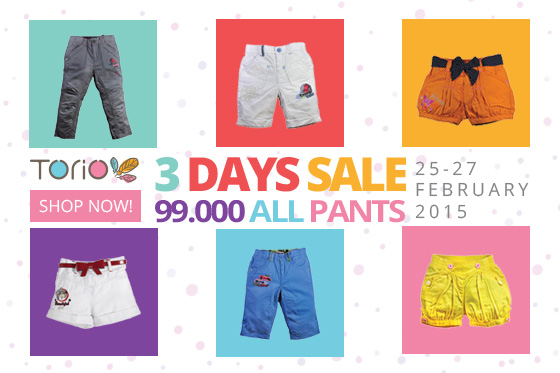 TORIO
3 DAYS SALE
25-27
FEBRUARY
2015
SHOP NOW!
99.000 ALL PANTS